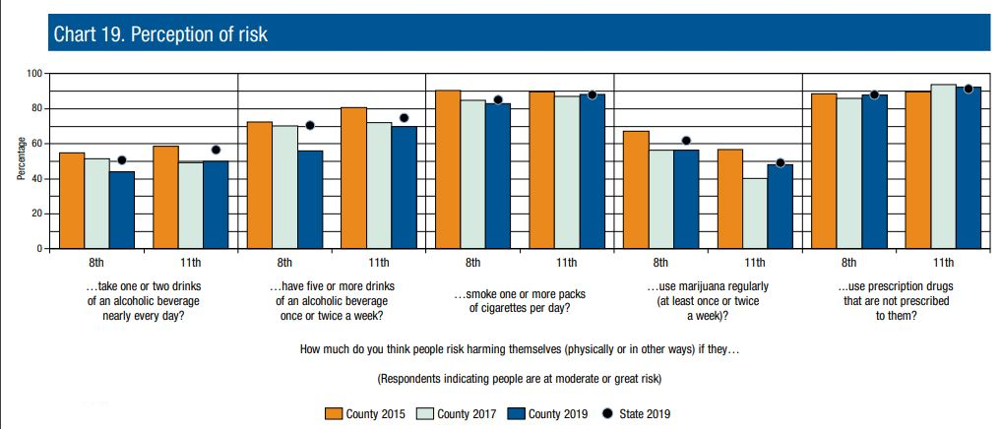 Chart 19. Perception of risk
100
80
60
40
20
0
Percentage
8th
11th
8th
11th
8th
11th
8th
11th
8th
11th
…take one or two drinks
of an alcoholic beverage
nearly every day?
…have five or more drinks
of an alcoholic beverage
once or twice a week?
…smoke one or more packs
of cigarettes per day?
…use marijuana regularly
(at least once or twice
a week)?
...use prescription drugs
that are not prescribed
to them?
How much do you think people risk harming themselves (physically or in other ways) if they…
(Respondents indicating people are at moderate or great risk)
County 2015
County 2017
County 2019
State 2019